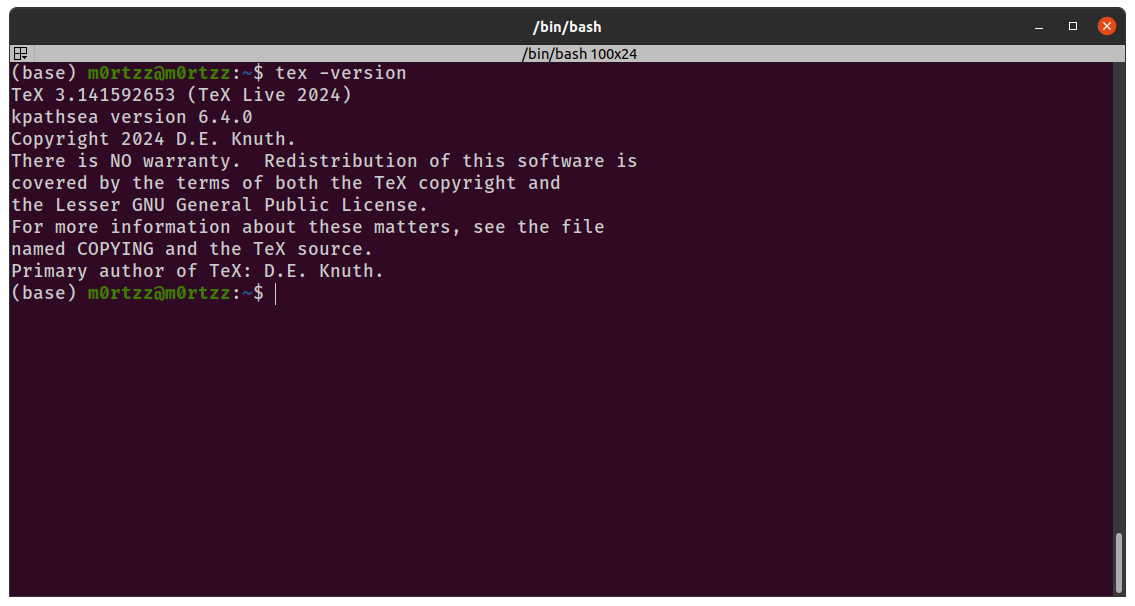 /bin/bash
/bin/bash 100x24
(base) m0rtzz@m0rtzz:~$ tex -version
TeX 3.141592653 (TeX Live 2024)
kpathsea version 6.4.0
Copyright 2024 D.E. Knuth.
There is NO warranty.  Redistribution of this software is
covered by the terms of both the TeX copyright and
the Lesser GNU General Public License.
For more information about these matters, see the file
named COPYING and the TeX source.
Primary author of TeX: D.E. Knuth.
(base) m0rtzz@m0rtzz:~$